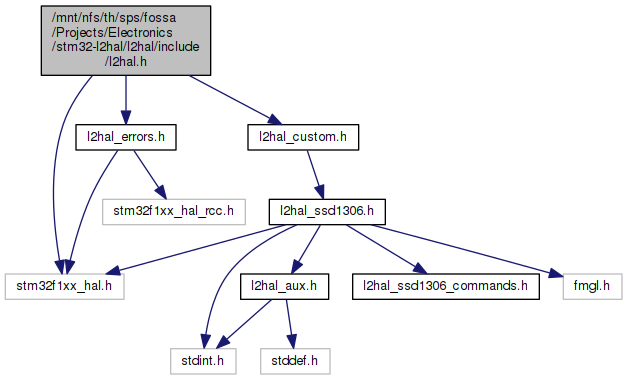 /mnt/nfs/th/sps/fossa
/Projects/Electronics
/stm32-l2hal/l2hal/include
/l2hal.h
l2hal_errors.h
l2hal_custom.h
stm32f1xx_hal_rcc.h
l2hal_ssd1306.h
stm32f1xx_hal.h
l2hal_aux.h
l2hal_ssd1306_commands.h
fmgl.h
stdint.h
stddef.h